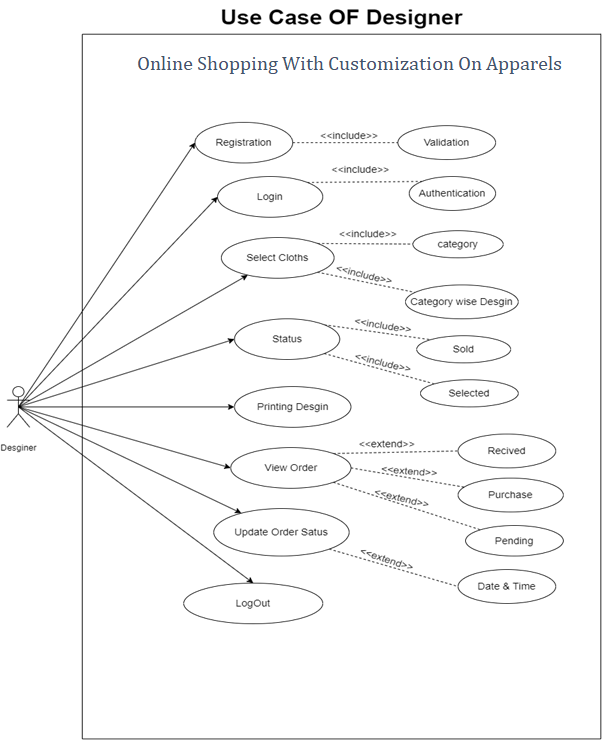 Use Case OF Designer
Online Shopping With Customization On Apparels
Registration
<<include>>
Validation
Login
<<include>>
Authentication
Select Cloths
<<include>>
category
<<include>>
Category wise Desgin
Status
<<include>>
Sold
<<include>>
Selected
Desginer
Printing Desgin
View Order
<<extend>>
Recived
<<extend>>
Purchase
<<extend>>
Pending
Update Order Satus
<<extend>>
Date & Time
LogOut